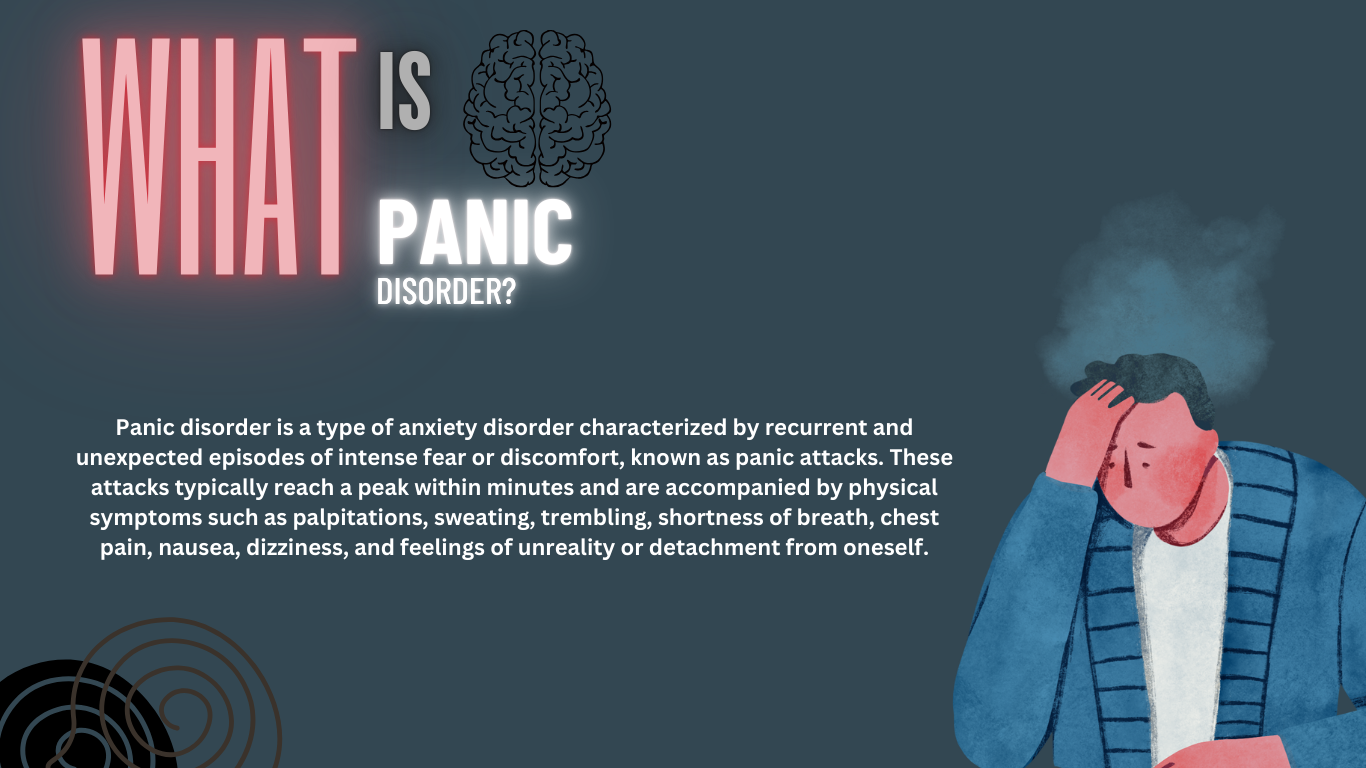 WHAT
IS
PANIC
DISORDER?
Panic disorder is a type of anxiety disorder characterized by recurrent and
unexpected episodes of intense fear or discomfort, known as panic attacks. These
attacks typically reach a peak within minutes and are accompanied by physical
symptoms such as palpitations, sweating, trembling, shortness of breath, chest
pain, nausea, dizziness, and feelings of unreality or detachment from oneself.